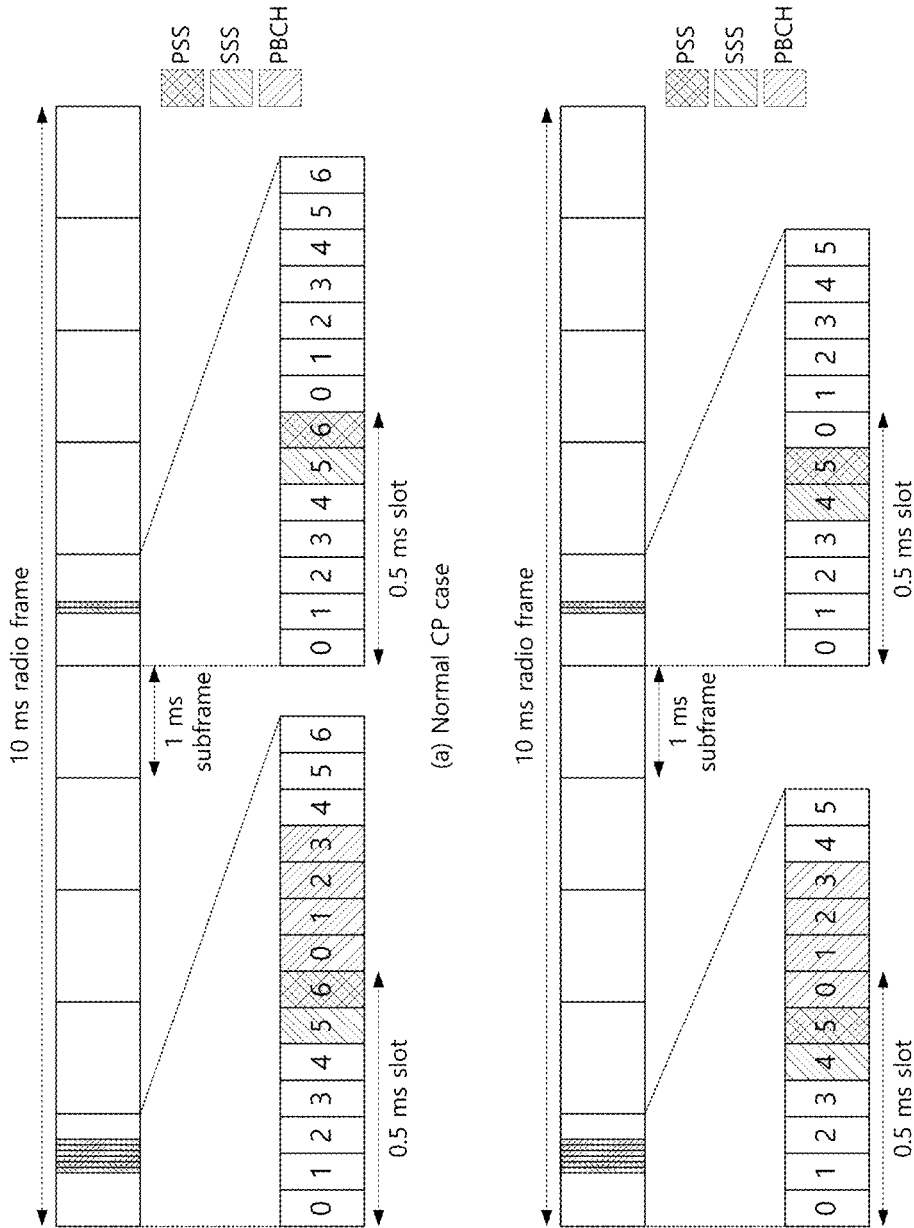 10 ms radio frame
PSS
SSS
PBCH
1 ms
subframe
0 1 2 3 4 5 6 0 1 2 3 4 5 6
0 1 2 3 4 5 6 0 1 2 3 4 5 6
0.5 ms slot
0.5 ms slot
(a) Normal CP case
10 ms radio frame
PSS
SSS
PBCH
1 ms
subframe
0 1 2 3 4 5 0 1 2 3 4 5
0 1 2 3 4 5 0 1 2 3 4 5
0.5 ms slot
0.5 ms slot